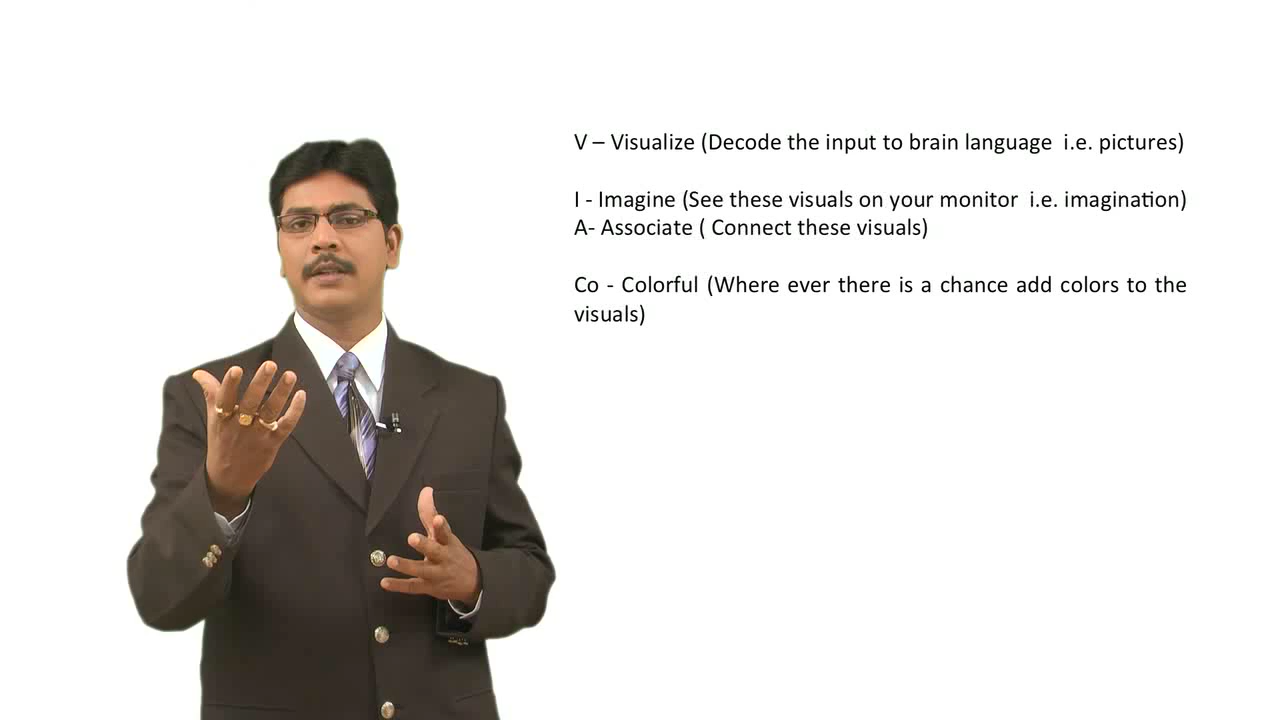 V – Visualize (Decode the input to brain language  i.e. pictures)
I - Imagine (See these visuals on your monitor  i.e. imagination)
A- Associate ( Connect these visuals)
Co - Colorful (Where ever there is a chance add colors to the
visuals)